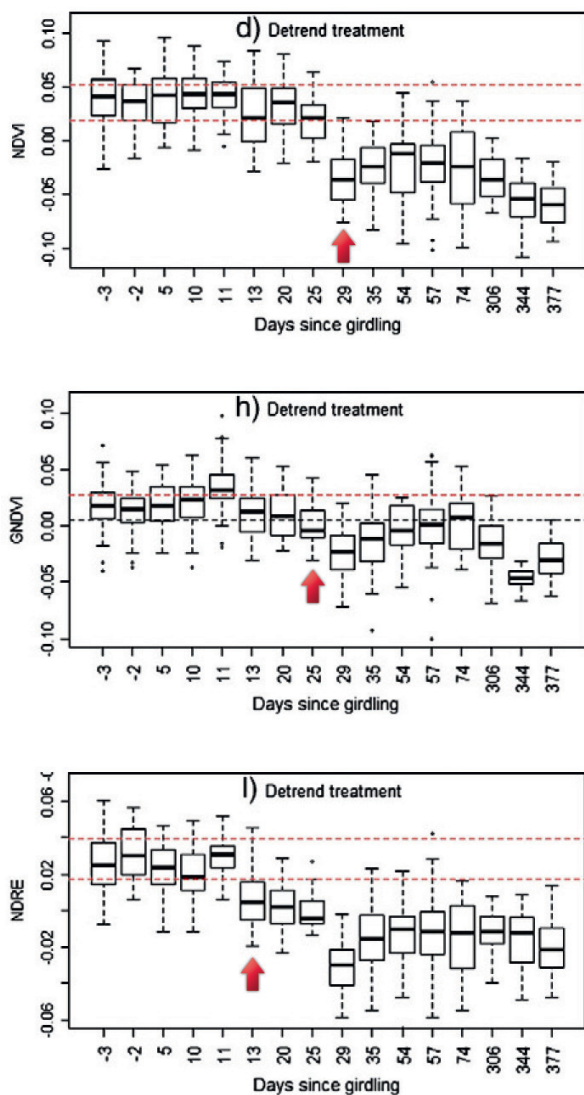 d) Detrend treatment
NDVI
0.10
0.05
0.00
-0.05
-0.10
-3 -2 5 10 11 13 20 25 29 35 54 57 74 306 344 377
Days since girdling
h) Detrend treatment
GNDVI
0.10
0.05
0.00
-0.05
-0.10
-3 -2 5 10 11 13 20 25 29 35 54 57 74 306 344 377
Days since girdling
l) Detrend treatment
NDRE
0.06
0.02
-0.02
-0.06
-3 -2 5 10 11 13 20 25 29 35 54 57 74 306 344 377
Days since girdling